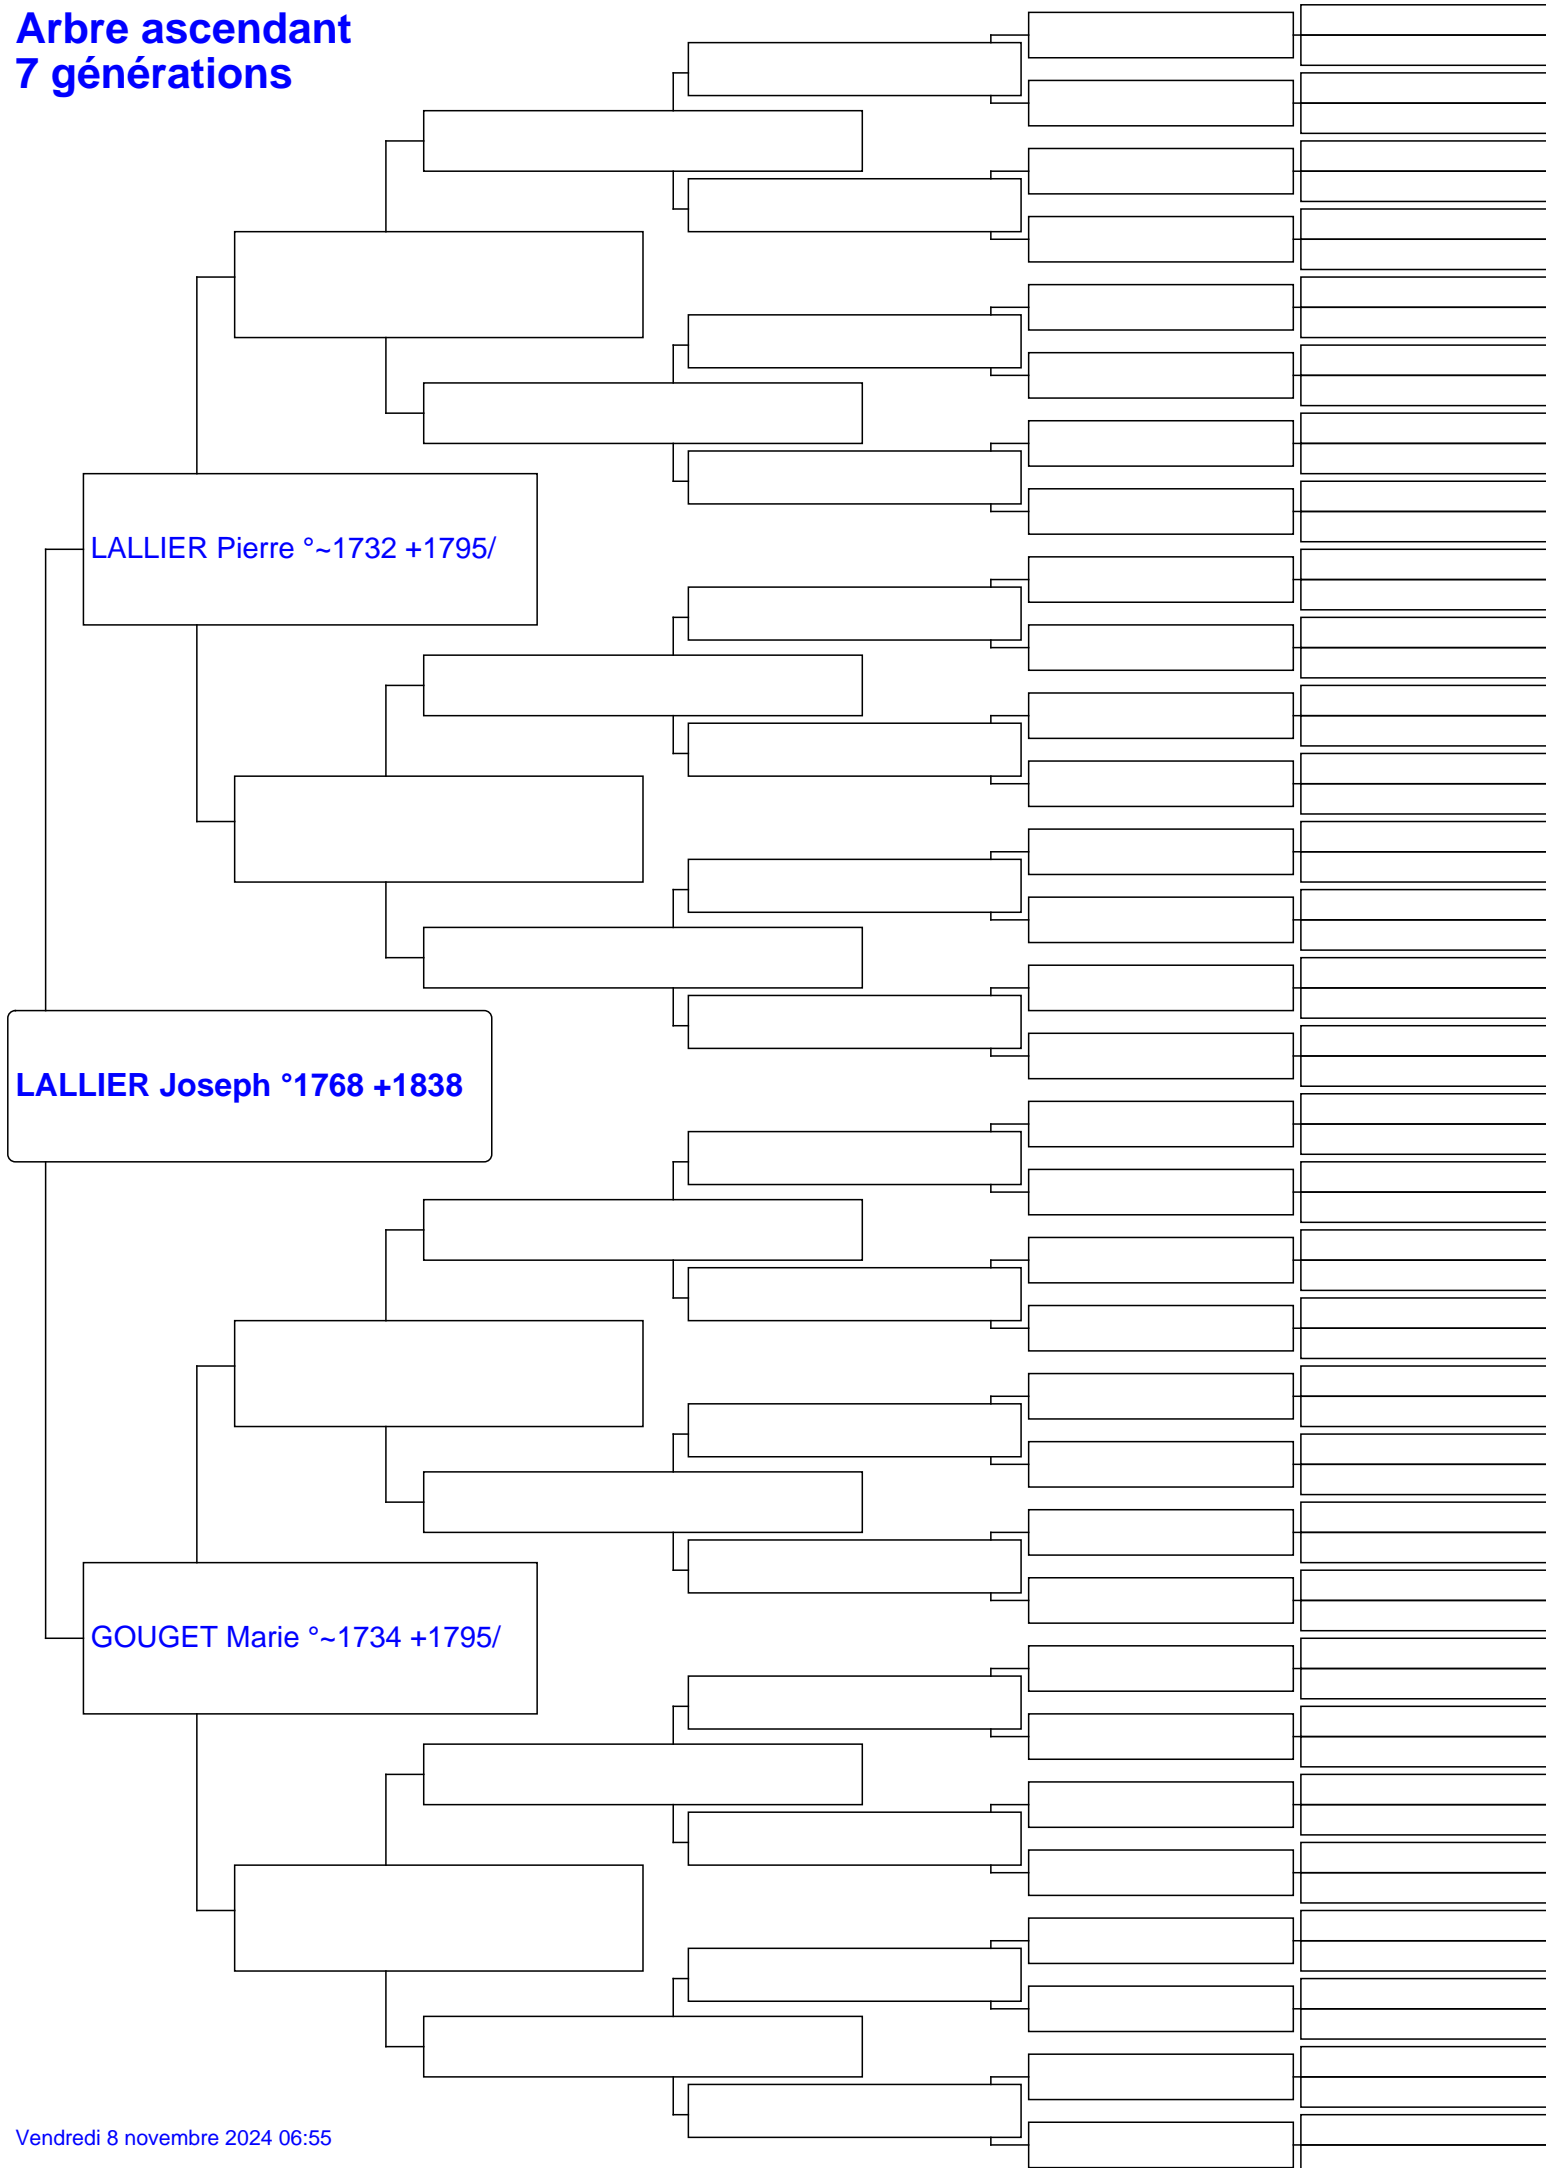 Arbre ascendant
7 générations
LALLIER Pierre °~1732 +1795/
LALLIER Joseph °1768 +1838
GOUGET Marie °~1734 +1795/
Vendredi 8 novembre 2024 06:55